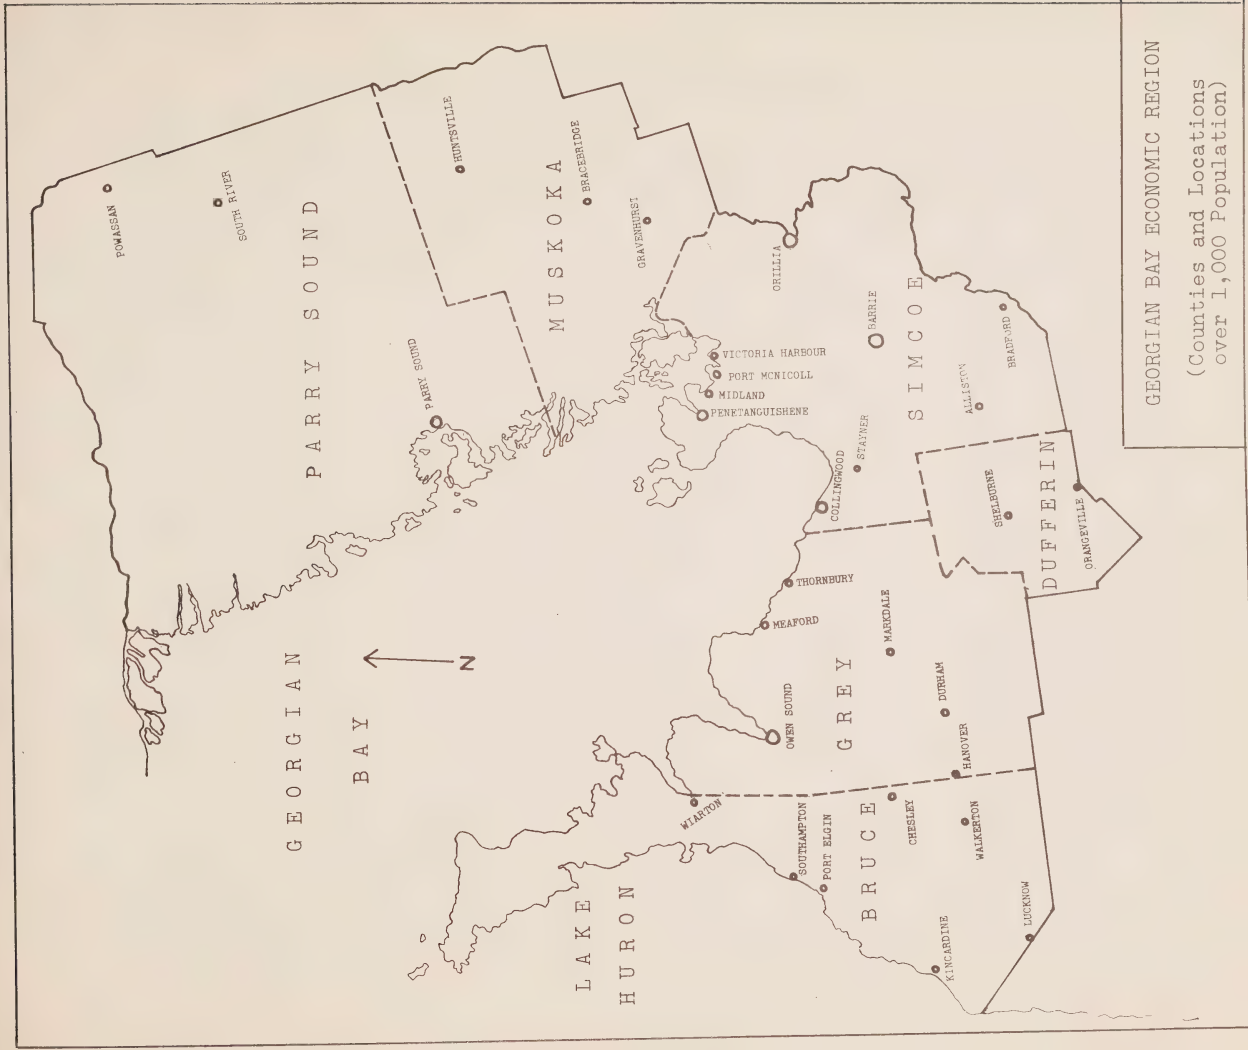 GEORGIAN BAY ECONOMIC REGION
(Counties and Locations
over 1,000 Population)
POWASSAN
SOUTH RIVER
PARRY SOUND
PARRY SOUND
HUNTSVILLE
MUSKOKA
BRACEBRIDGE
GRAVENHURST
GEORGIAN
BAY
N
LAKE
HURON
ORILLIA
VICTORIA HARBOUR
PORT MCNICOLL
MIDLAND
PENETANGUISHENE
BARRIE
SIMCOE
BRADFORD
ALLISTON
STAYNER
COLLINGWOOD
THORNBURY
MEAFORD
OWEN SOUND
GREY
MARKDALE
DURHAM
HANOVER
DUFFERIN
SHELBURNE
ORANGEVILLE
WIARTON
SOUTHAMPTON
PORT ELGIN
BRUCE
CHESLEY
WALKERTON
KINCARDINE
LUCKNOW